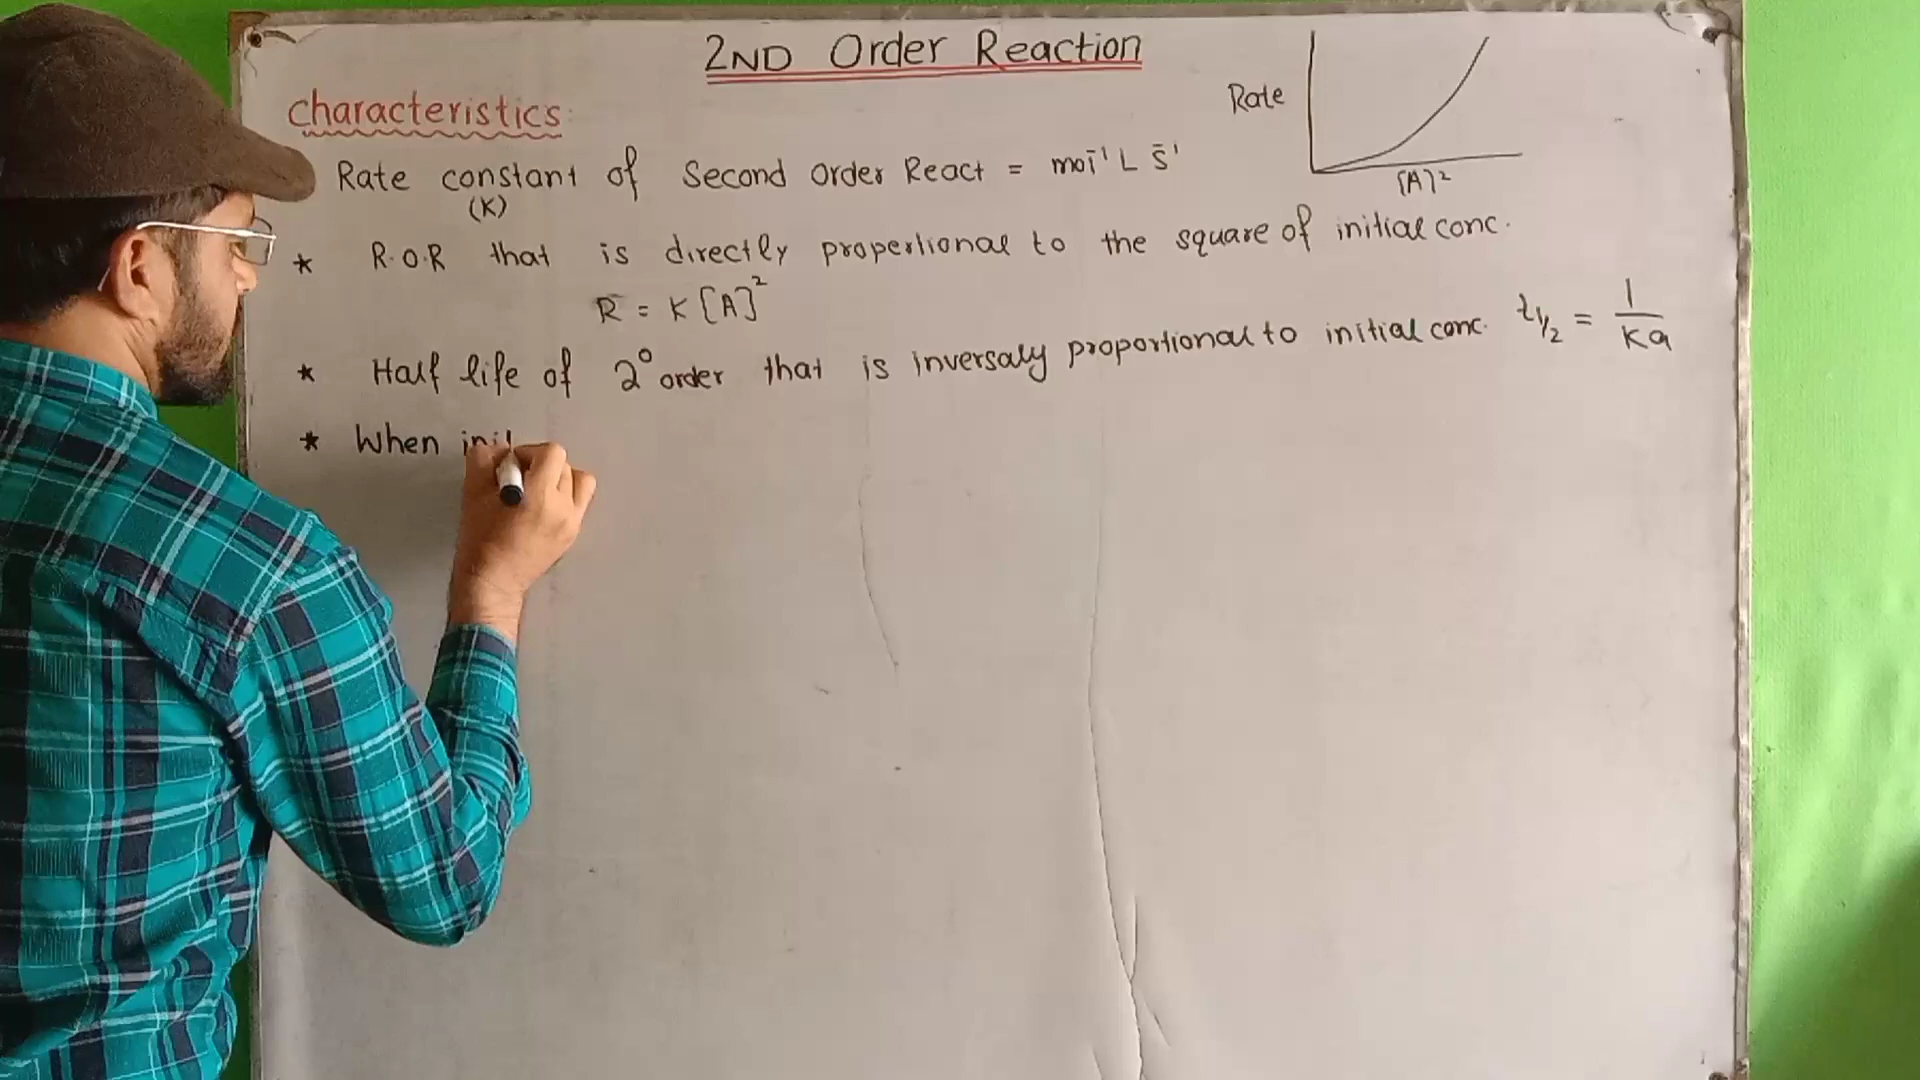 2ND Order Reaction
Characteristics:
Rate
[A]²
Rate constant of Second Order React = mol⁻¹ L S⁻¹
(K)
* R.O.R that is directly propertional to the square of initial conc.
R = K [A]²
* Half life of 2° order that is inversaly proportional to initial conc. t1/2 = 1/Ka
* When init